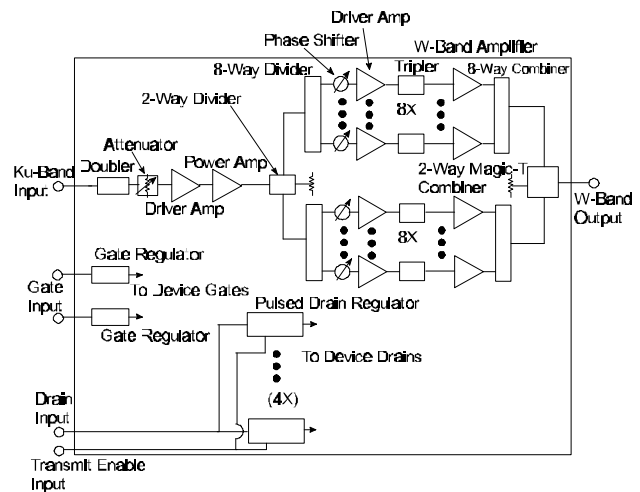 Driver Amp
Phase Shifter
W-Band Amplifier
8-Way Divider
Tripler
8-Way Combiner
2-Way Divider
8X
Attenuator
Doubler
Power Amp
2-Way Magic-T
Combiner
Ku-Band
Input
Driver Amp
W-Band
Output
8X
Gate Regulator
Gate
Input
To Device Gates
Gate Regulator
Pulsed Drain Regulator
To Device Drains
(4X)
Drain
Input
Transmit Enable
Input